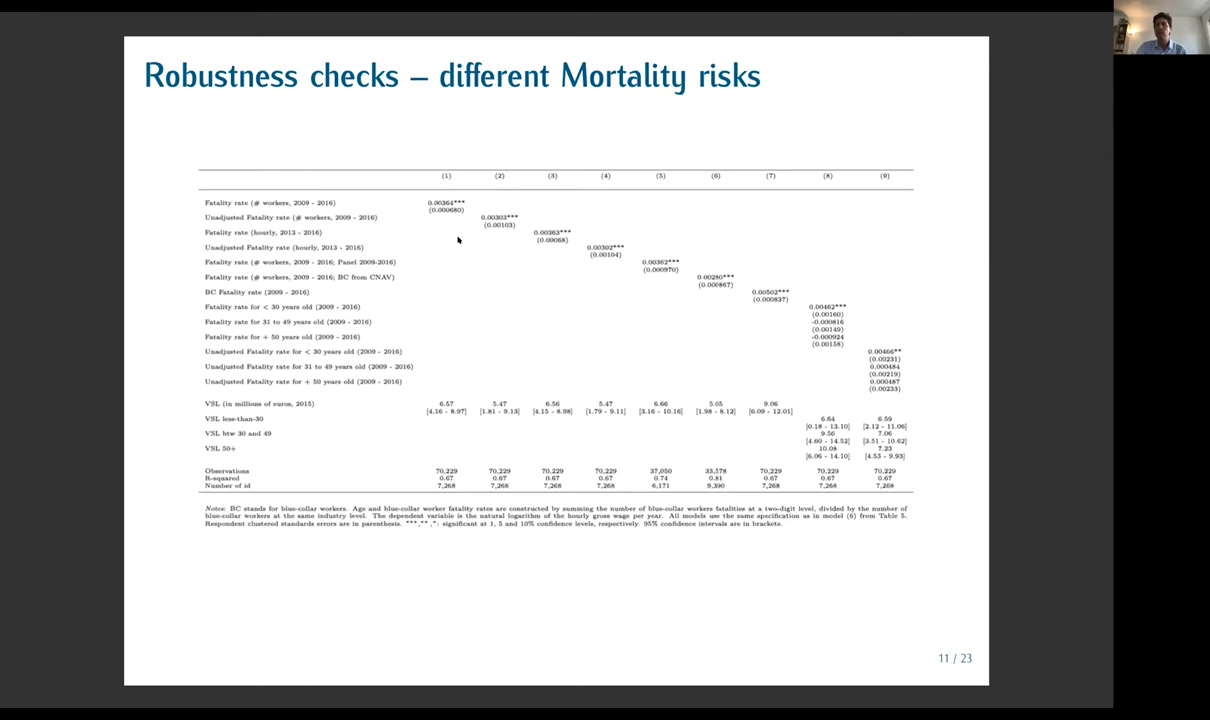 Robustness checks – different Mortality risks
(1) (2) (3) (4) (5) (6) (7) (8) (9)
Fatality rate (# workers, 2009 - 2016) 0.00364***
(0.000680)
Unadjusted Fatality rate (# workers, 2009 - 2016) 0.00303***
(0.00103)
Fatality rate (hourly, 2013 - 2016) 0.00363***
(0.00068)
Unadjusted Fatality rate (hourly, 2013 - 2016) 0.00302***
(0.00104)
Fatality rate (# workers, 2009 - 2016; Panel 2009-2016) 0.00362***
(0.000970)
Fatality rate (# workers, 2009 - 2016; BC from CNAV) 0.00280***
(0.000867)
BC Fatality rate (2009 - 2016) 0.00502***
(0.000837)
Fatality rate for < 30 years old (2009 - 2016) 0.00462***
(0.00160)
Fatality rate for 31 to 49 years old (2009 - 2016) -0.000816
(0.00149)
Fatality rate for + 50 years old (2009 - 2016) -0.000924
(0.00158)
Unadjusted Fatality rate for < 30 years old (2009 - 2016) 0.00466**
(0.00231)
Unadjusted Fatality rate for 31 to 49 years old (2009 - 2016) 0.000484
(0.00219)
Unadjusted Fatality rate for + 50 years old (2009 - 2016) 0.000487
(0.00233)
VSL (in millions of euros, 2015) 6.57 5.47 6.56 5.47 6.66 5.05 9.06
[4.16 - 8.97] [1.81 - 9.13] [4.15 - 8.98] [1.79 - 9.11] [3.16 - 10.16] [1.98 - 8.12] [6.09 - 12.01]
VSL less-than-30 6.64 6.59
[0.18 - 13.10] [2.12 - 11.06]
VSL btw 30 and 49 9.56 7.06
[4.60 - 14.52] [3.51 - 10.62]
VSL 50+ 10.08 7.23
[6.06 - 14.10] [4.53 - 9.93]
Observations 70,229 70,229 70,229 70,229 37,050 33,578 70,229 70,229 70,229
R-squared 0.67 0.67 0.67 0.67 0.74 0.81 0.67 0.67 0.67
Number of id 7,268 7,268 7,268 7,268 6,171 9,390 7,268 7,268 7,268
Notes: BC stands for blue-collar workers. Age and blue-collar worker fatality rates are constructed by summing the number of blue-collar workers fatalities at a two-digit level, divided by the number of
blue-collar workers at the same industry level. The dependent variable is the natural logarithm of the hourly gross wage per year. All models use the same specification as in model (6) from Table 5.
Respondent clustered standards errors are in parenthesis. ***,** ,*: significant at 1, 5 and 10% confidence levels, respectively. 95% confidence intervals are in brackets.
11 / 23